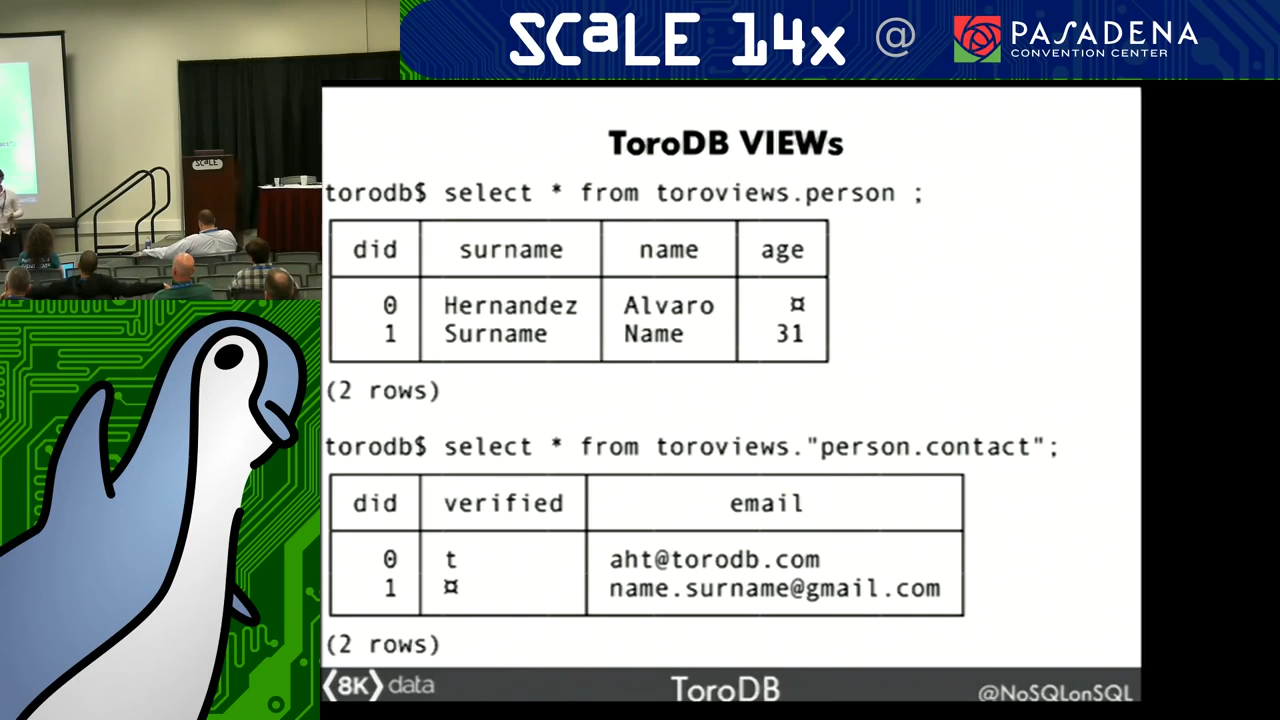 SCALE 14x @ PASADENA
CONVENTION CENTER
SCALE
ToroDB VIEWs
torodb$ select * from toroviews.person ;
did surname name age
0 Hernandez Alvaro ¤
1 Surname Name 31
(2 rows)
torodb$ select * from toroviews."person.contact";
did verified email
0 t aht@torodb.com
1 ¤ name.surname@gmail.com
(2 rows)
⟨8K⟩ data ToroDB @NoSQLonSQL